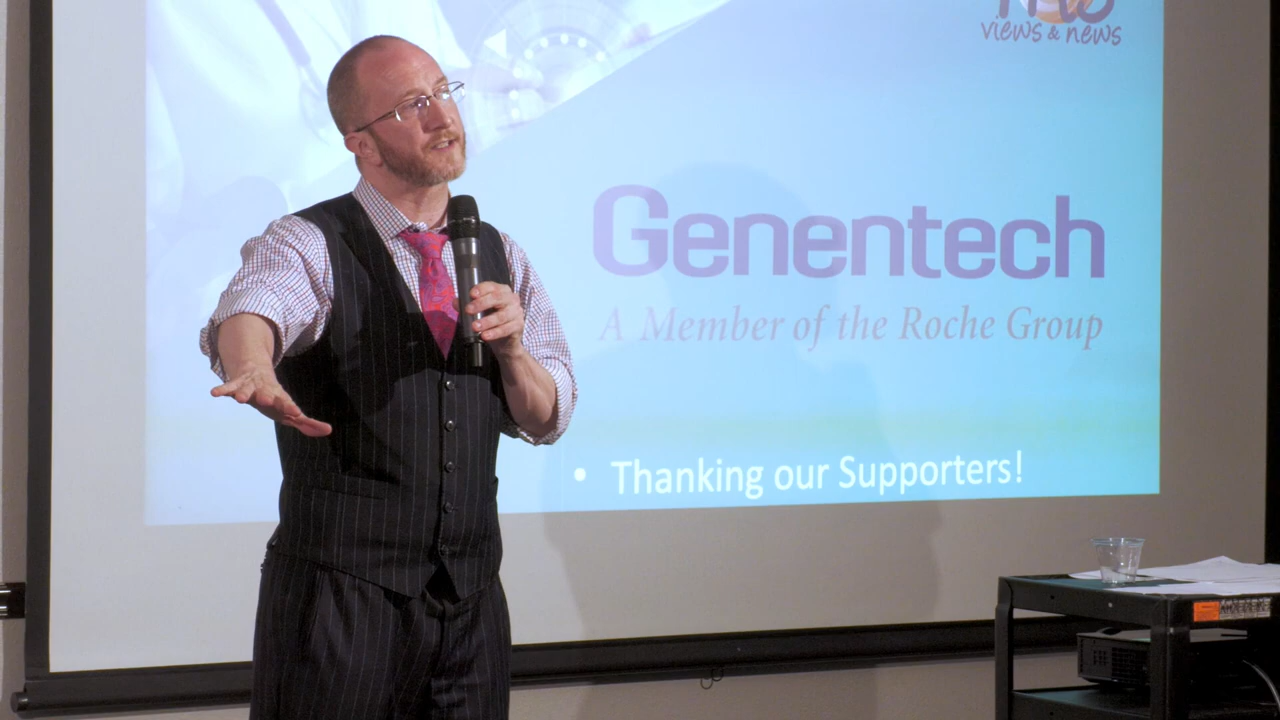 views & news
Genentech
A Member of the Roche Group
• Thanking our Supporters!